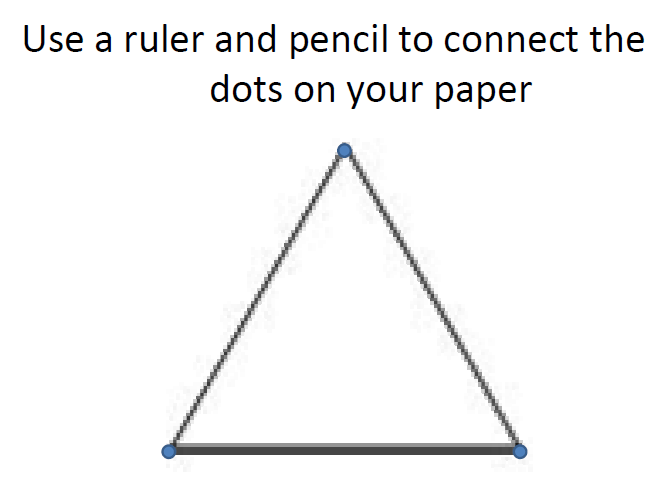 Use a ruler and pencil to connect the
dots on your paper